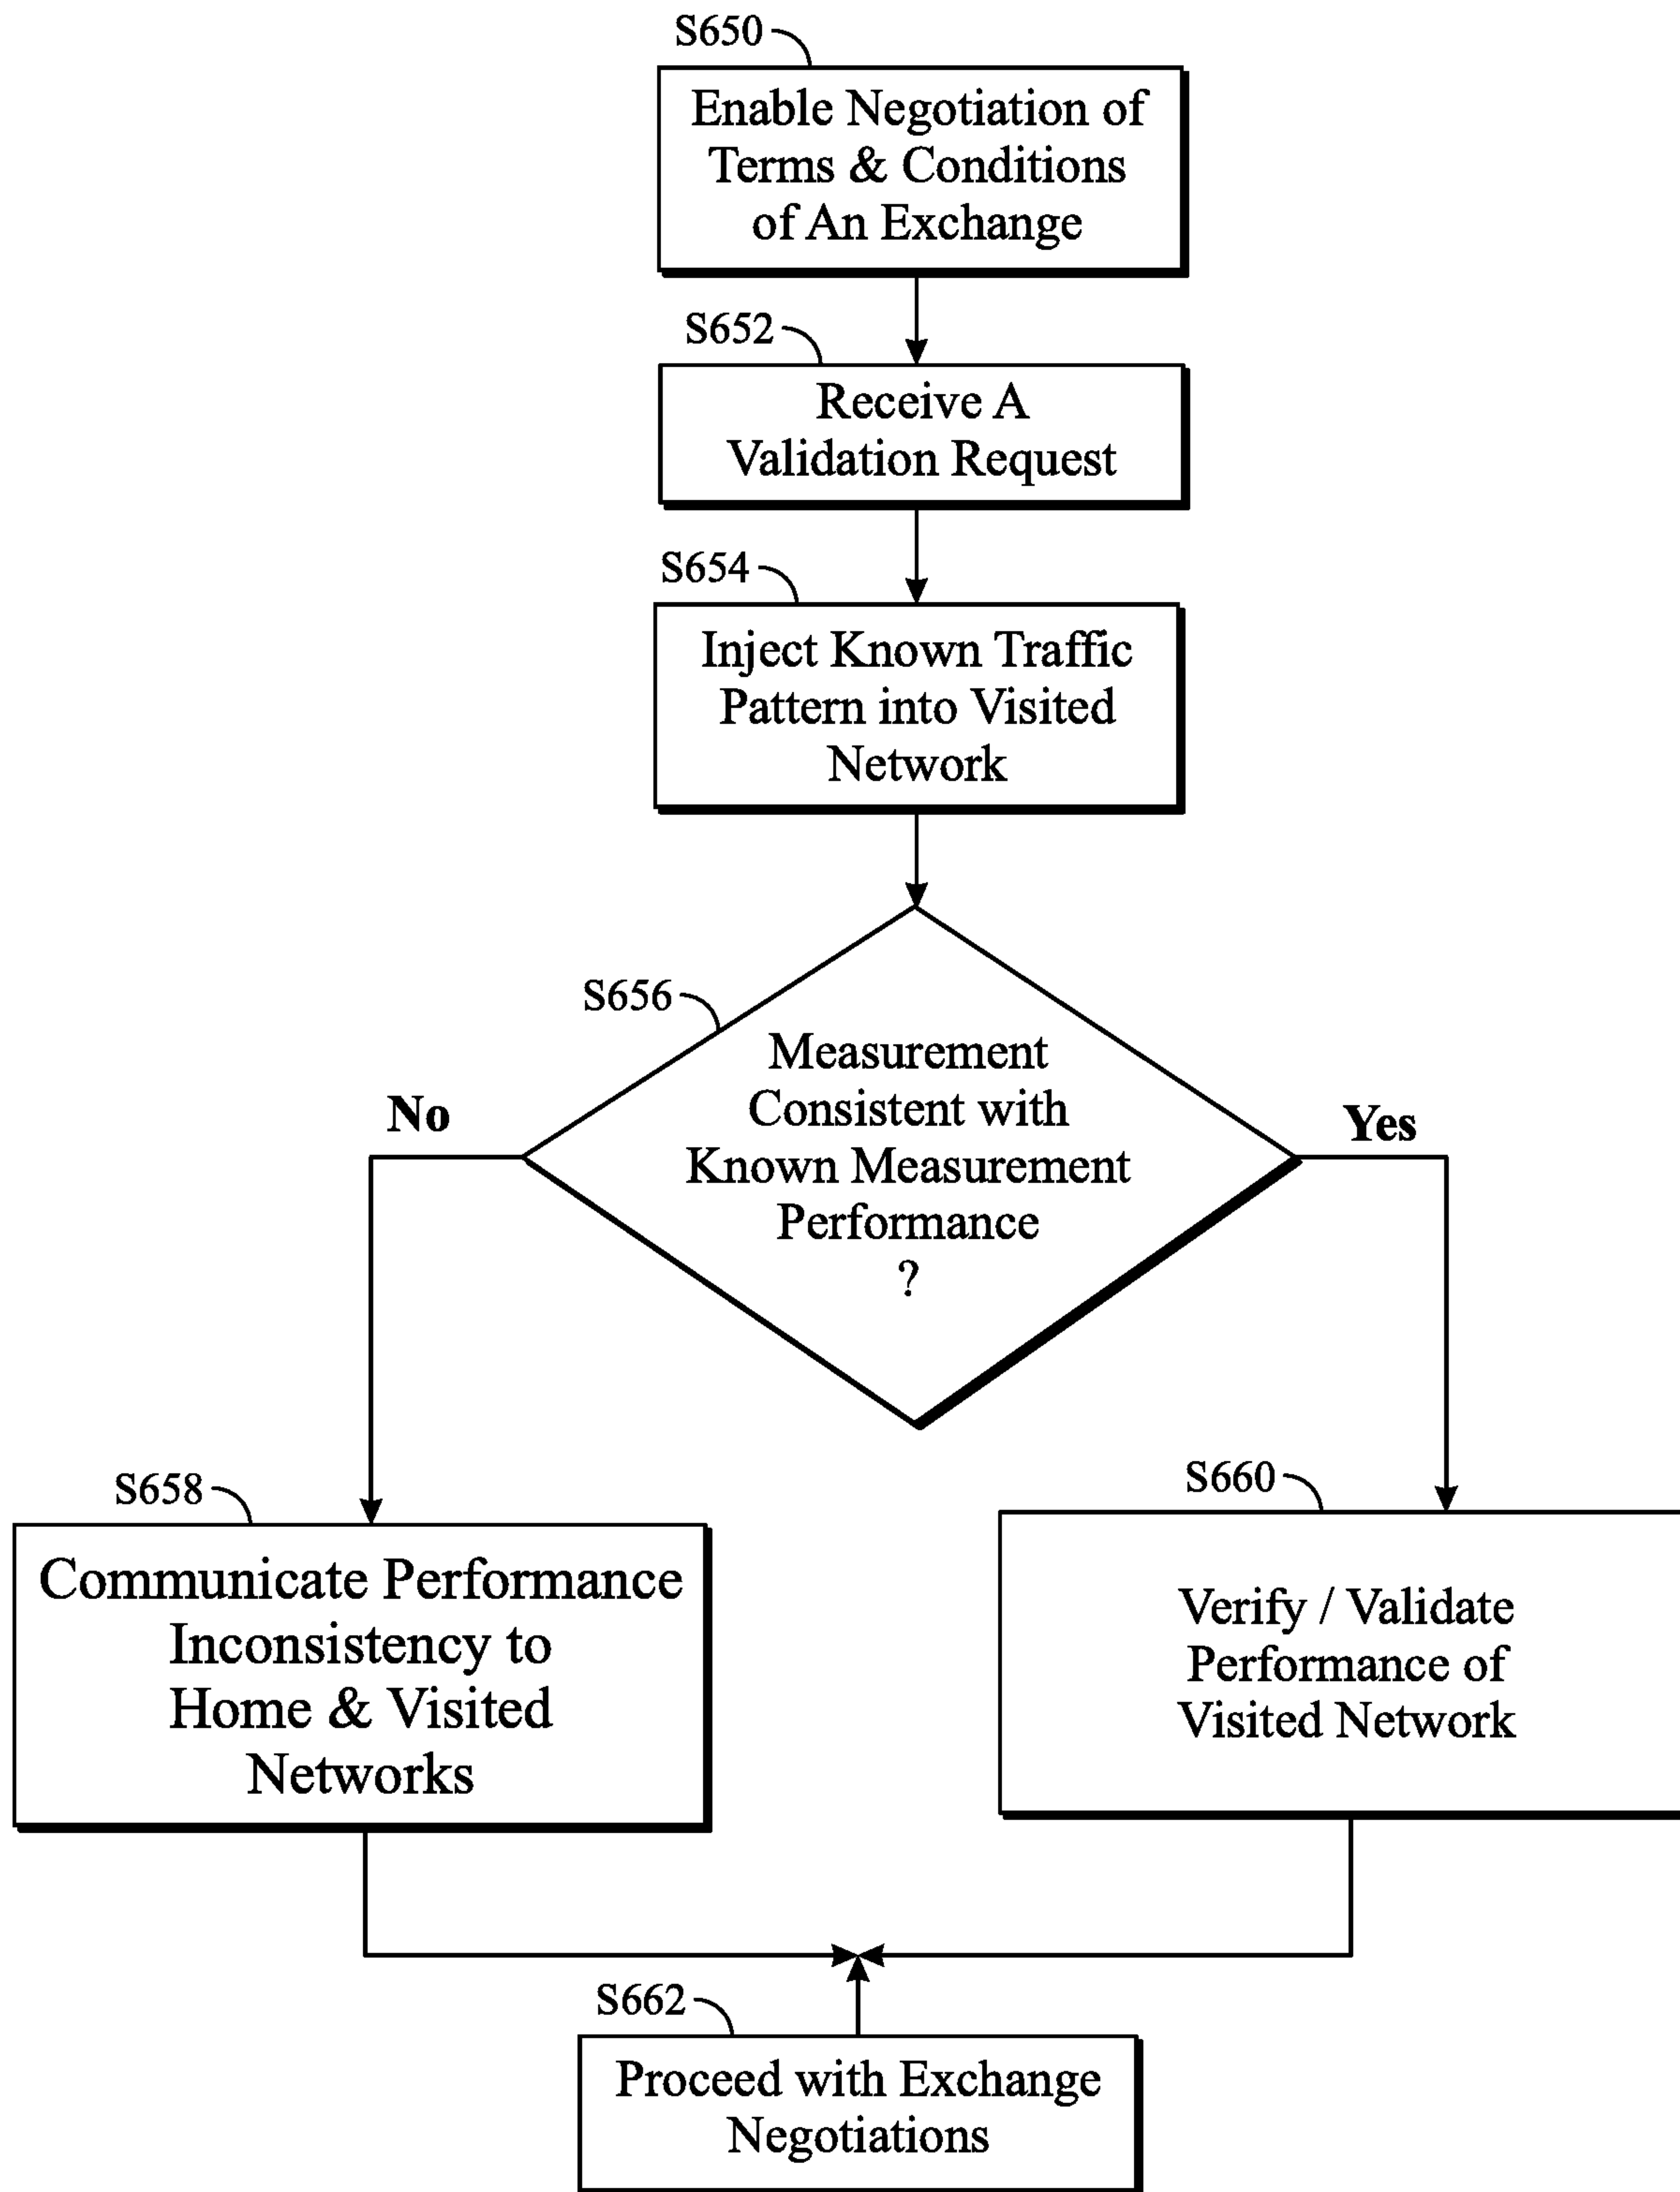 S650
Enable Negotiation of
Terms & Conditions
of An Exchange
S652
Receive A
Validation Request
S654
Inject Known Traffic
Pattern into Visited
Network
S656
Measurement
Consistent with
Known Measurement
Performance
?
No
Yes
S658
Communicate Performance
Inconsistency to
Home & Visited
Networks
S660
Verify / Validate
Performance of
Visited Network
S662
Proceed with Exchange
Negotiations